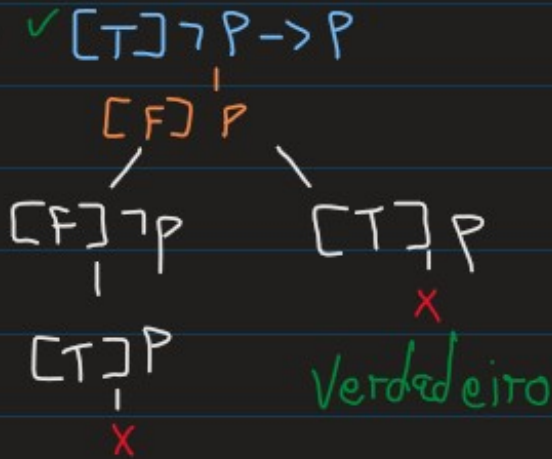 ✓ [T] ¬ P -> P
[F] P
[F] ¬P [T] P
[T] P X
X Verdadeiro